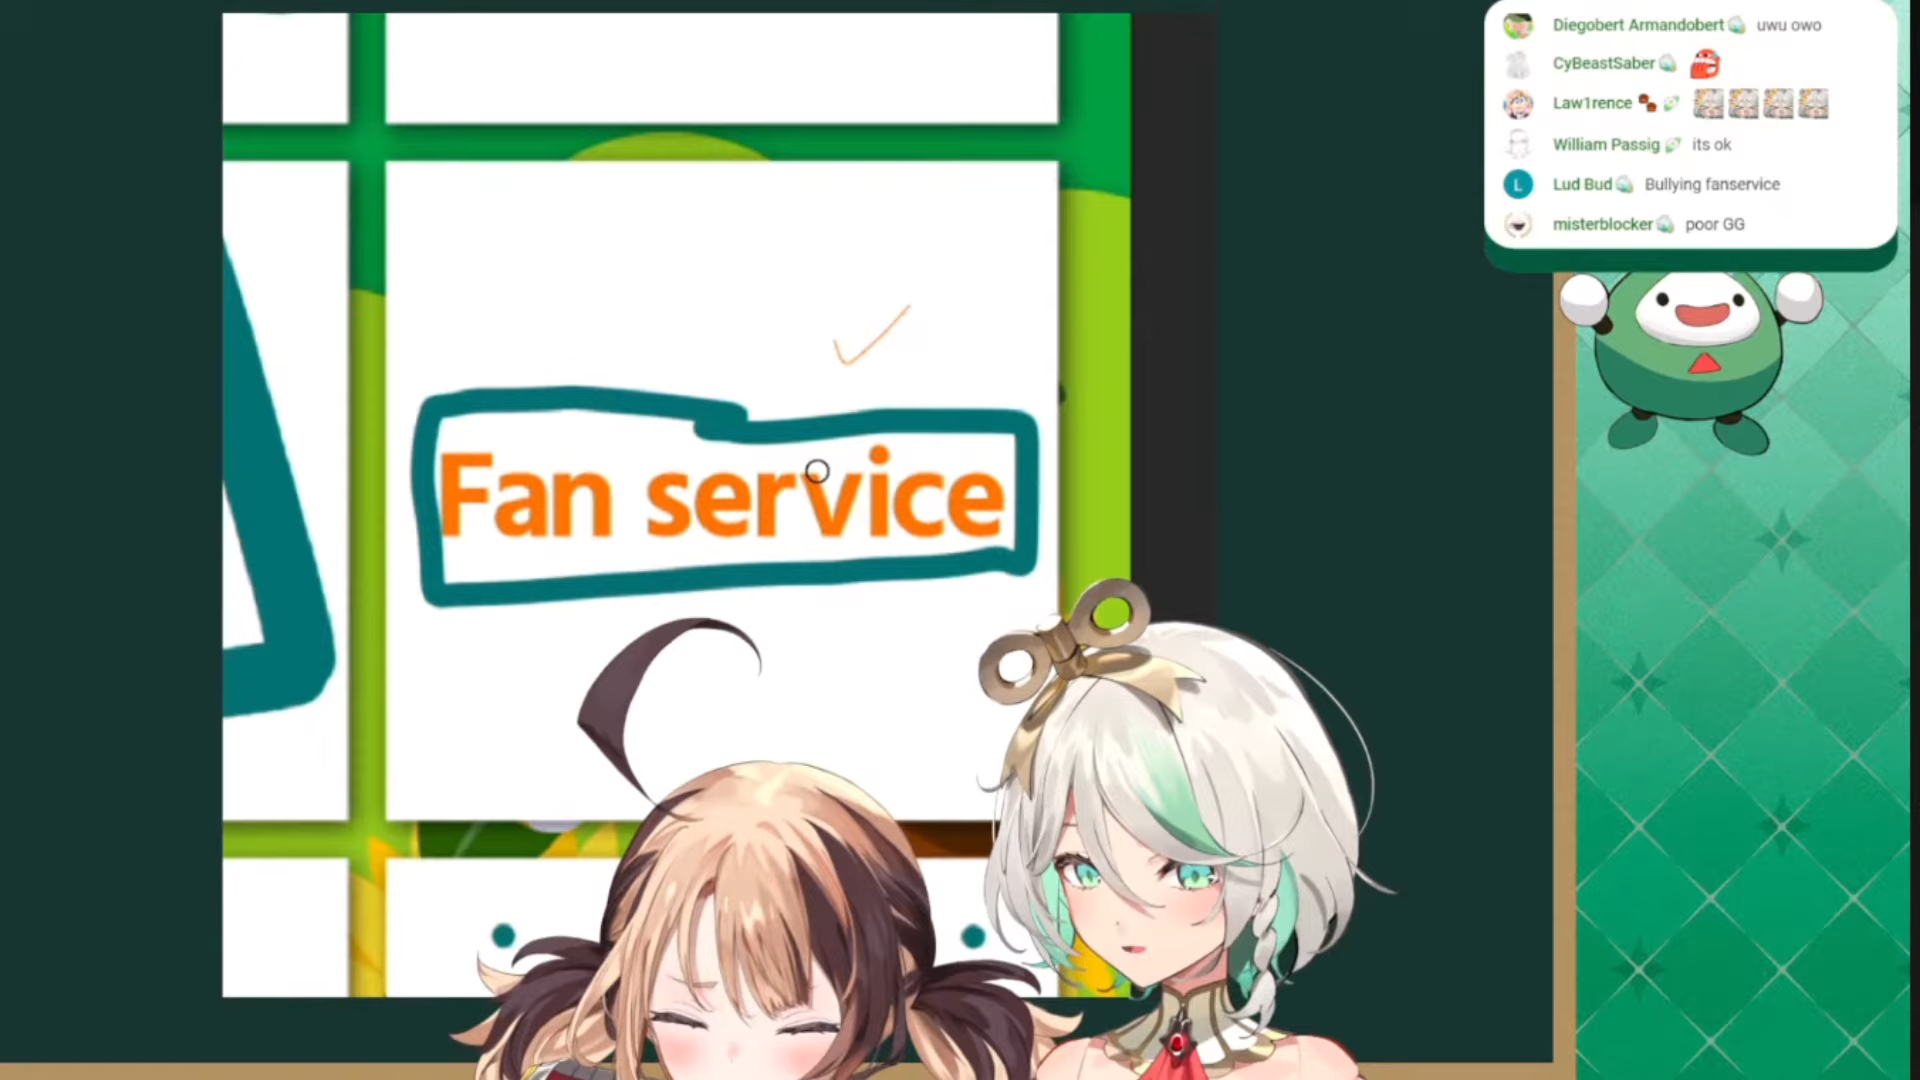 Diegobert Armandobert uwu owo
CyBeastSaber
Law1rence
William Passig its ok
L Lud Bud Bullying fanservice
misterblocker poor GG
Fan service